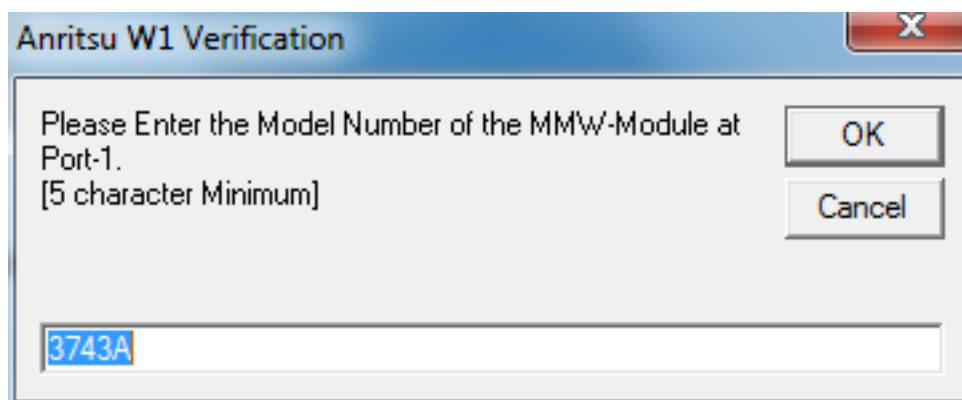 Anritsu W1 Verification
X
Please Enter the Model Number of the MMW-Module at
Port-1.
[5 character Minimum]
OK
Cancel
3743A